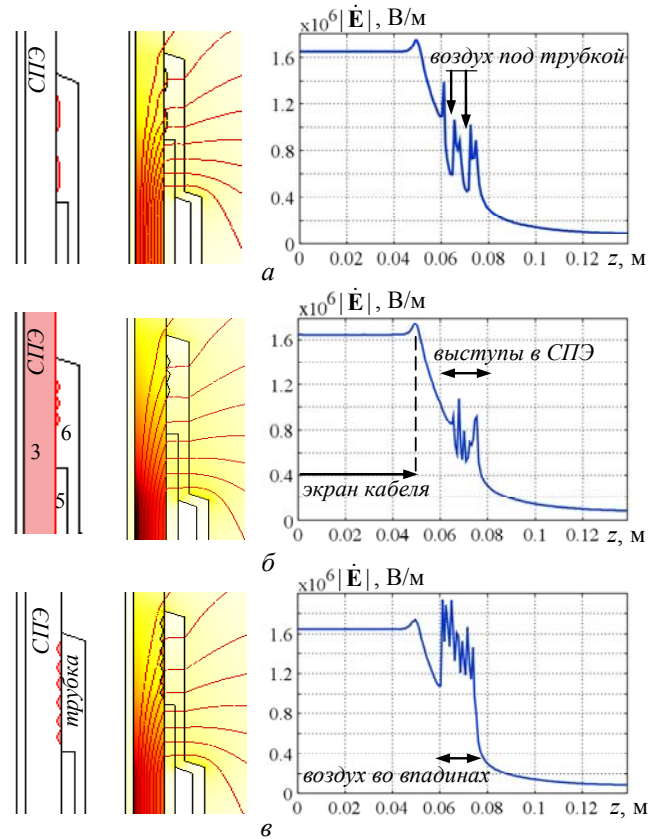 СПЭ
x10⁶ |Ė|, В/м
1.6
1.2
0.8
0.4
0
воздух под трубкой
0 0.02 0.04 0.06 0.08 0.1 0.12 z, м
а
СПЭ
3
6
5
x10⁶ |Ė|, В/м
1.6
1.2
0.8
0.4
0
выступы в СПЭ
экран кабеля
0 0.02 0.04 0.06 0.08 0.1 0.12 z, м
б
СПЭ
трубка
x10⁶ |Ė|, В/м
1.6
1.2
0.8
0.4
0
воздух во впадинах
0 0.02 0.04 0.06 0.08 0.1 0.12 z, м
в